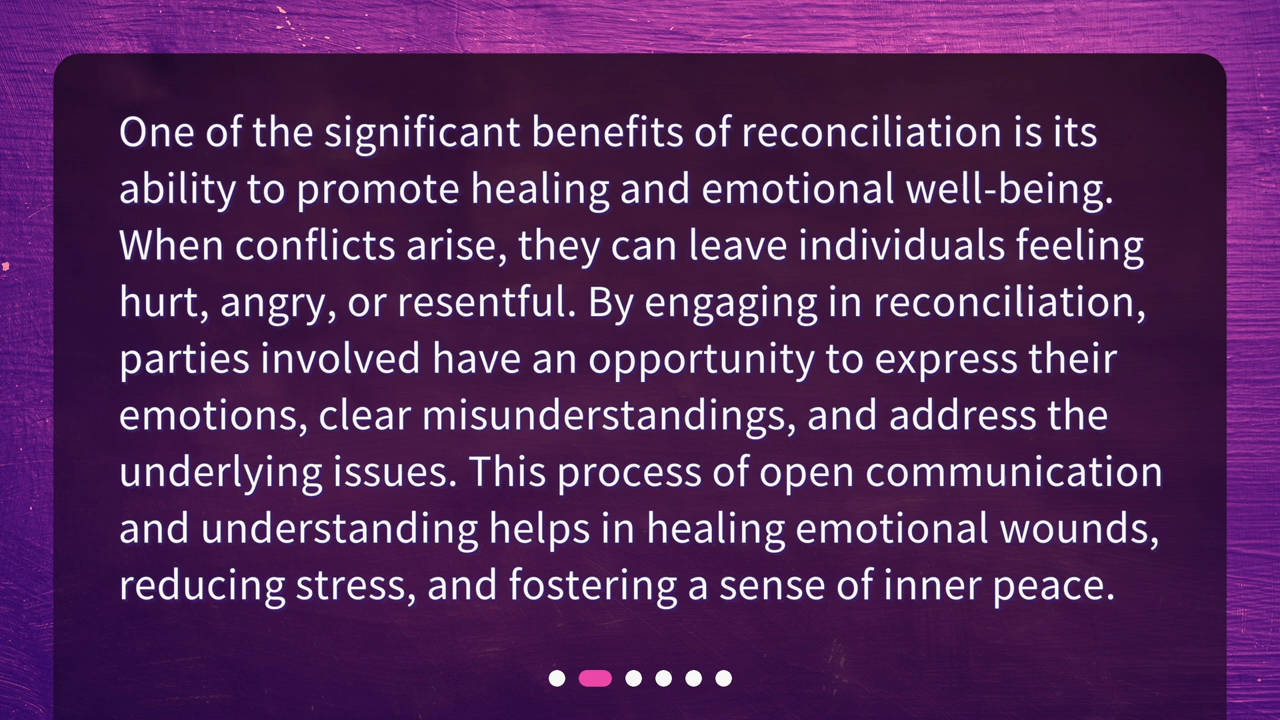 One of the significant benefits of reconciliation is its
ability to promote healing and emotional well-being.
When conflicts arise, they can leave individuals feeling
hurt, angry, or resentful. By engaging in reconciliation,
parties involved have an opportunity to express their
emotions, clear misunderstandings, and address the
underlying issues. This process of open communication
and understanding helps in healing emotional wounds,
reducing stress, and fostering a sense of inner peace.